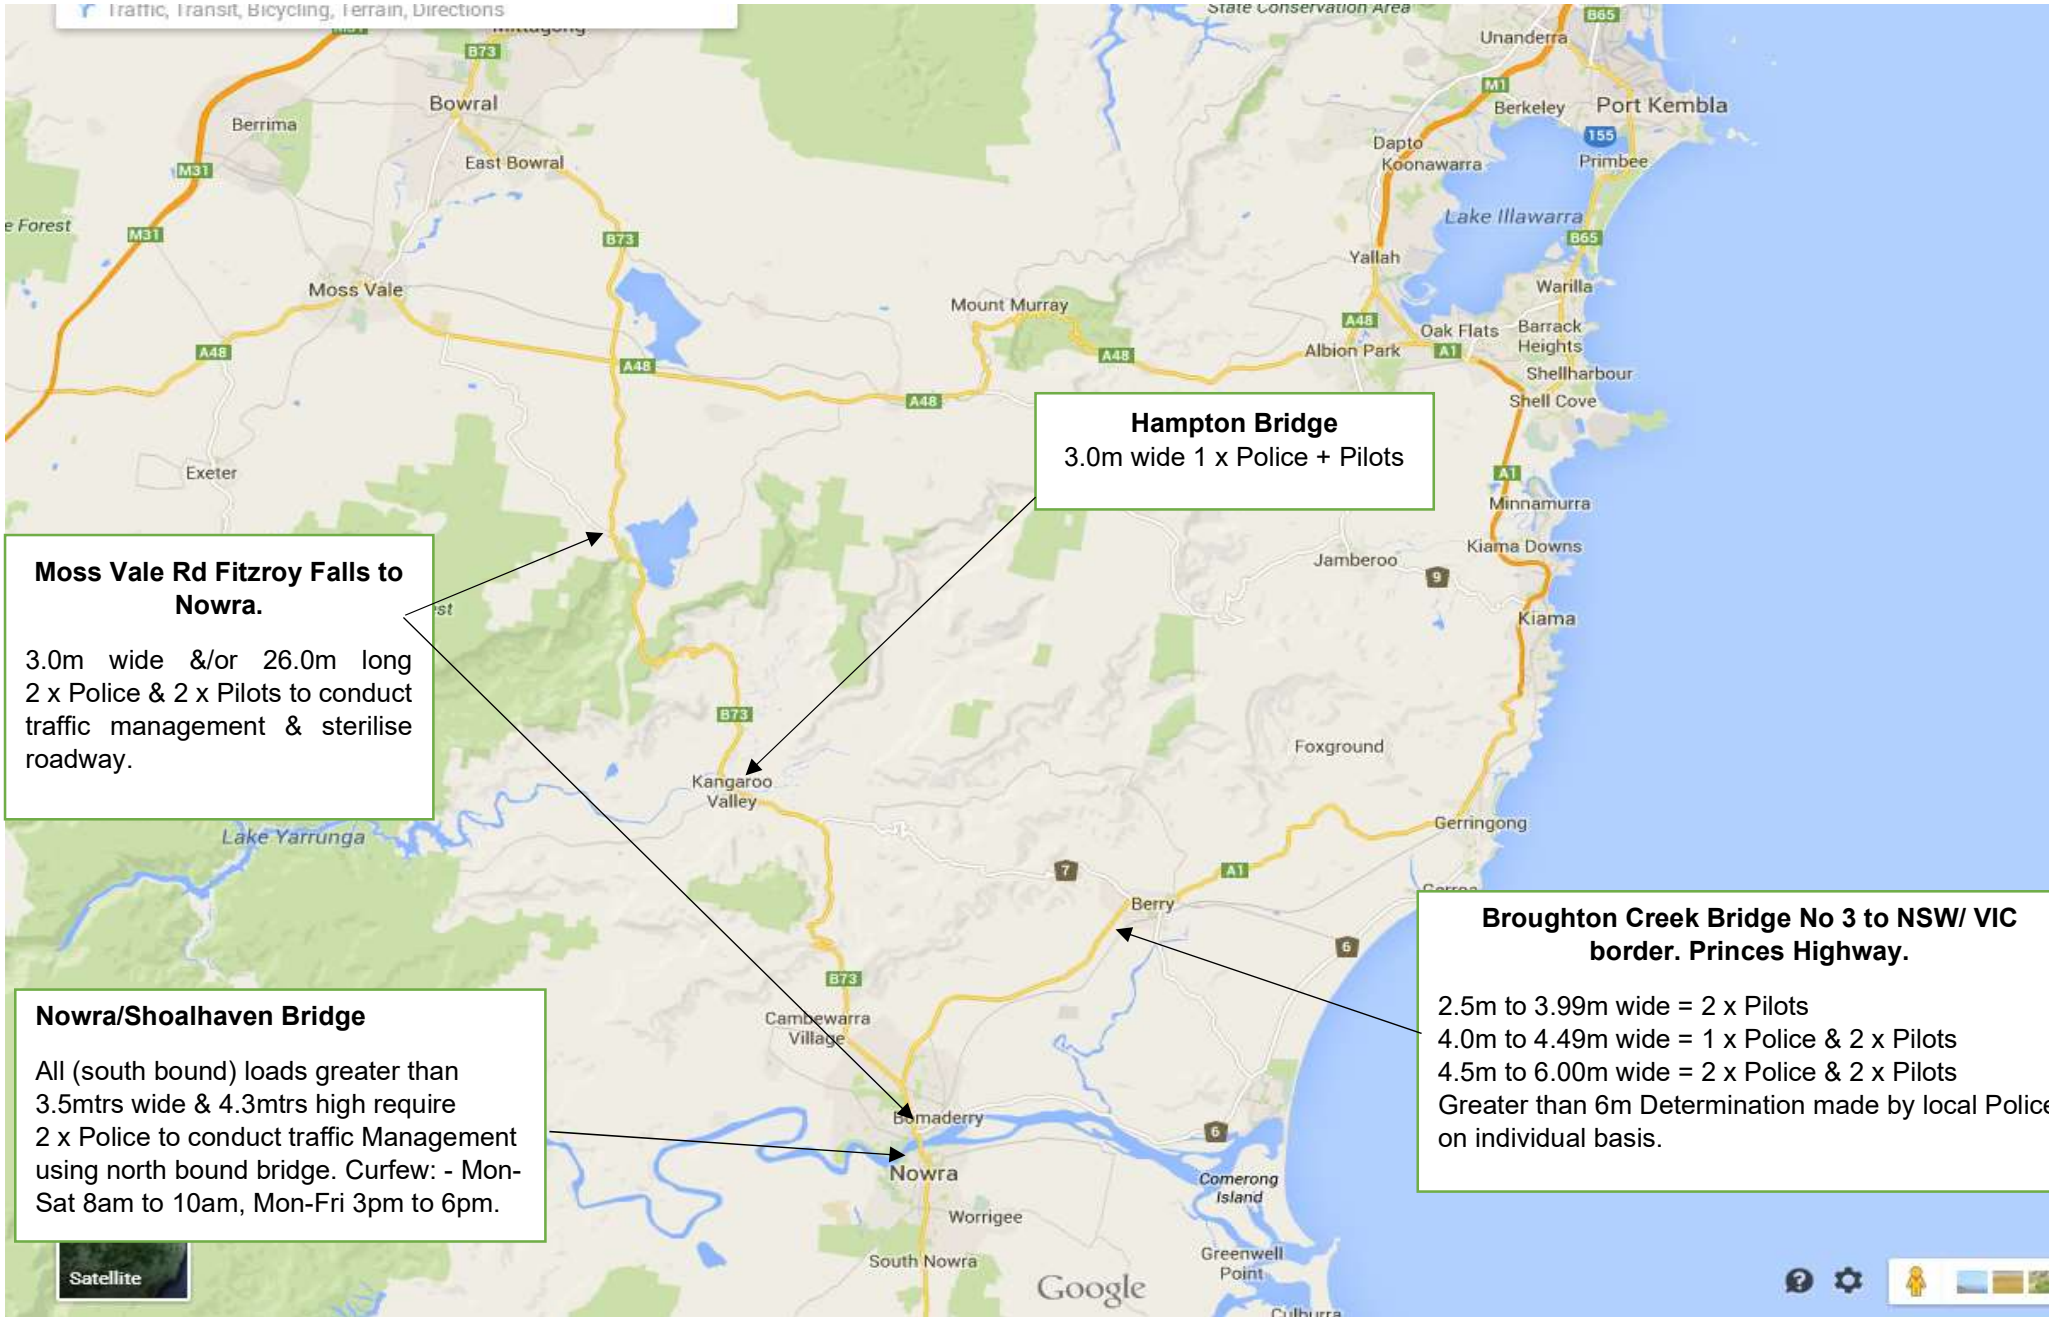 Traffic, Transit, Bicycling, Terrain, Directions
State Conservation Area
B65
Mittagong
B73
Unanderra
M1
Bowral
Berkeley
Port Kembla
Berrima
155
Dapto
Koonawarra
Primbee
East Bowral
M31
Lake Illawarra
e Forest
M31
B73
B65
Yallah
Moss Vale
Warilla
Mount Murray
A48
Oak Flats
Barrack
Heights
A48
A48
A48
Albion Park
A1
Shellharbour
A48
Shell Cove
Hampton Bridge
3.0m wide 1 x Police + Pilots
Exeter
A1
Minnamurra
Kiama Downs
Jamberoo
9
Kiama
Moss Vale Rd Fitzroy Falls to
Nowra.
3.0m wide &/or 26.0m long
2 x Police & 2 x Pilots to conduct
traffic management & sterilise
roadway.
st
B73
Foxground
Kangaroo
Valley
Gerringong
Lake Yarrunga
7
A1
Berry
6
Broughton Creek Bridge No 3 to NSW/ VIC
border. Princes Highway.
2.5m to 3.99m wide = 2 x Pilots
4.0m to 4.49m wide = 1 x Police & 2 x Pilots
4.5m to 6.00m wide = 2 x Police & 2 x Pilots
Greater than 6m Determination made by local Police
on individual basis.
B73
Cambewarra
Village
Nowra/Shoalhaven Bridge
All (south bound) loads greater than
3.5mtrs wide & 4.3mtrs high require
2 x Police to conduct traffic Management
using north bound bridge. Curfew: - Mon-
Sat 8am to 10am, Mon-Fri 3pm to 6pm.
Bomaderry
6
Nowra
Comerong
Island
Worrigee
South Nowra
Greenwell
Point
Satellite
Google
Culburra